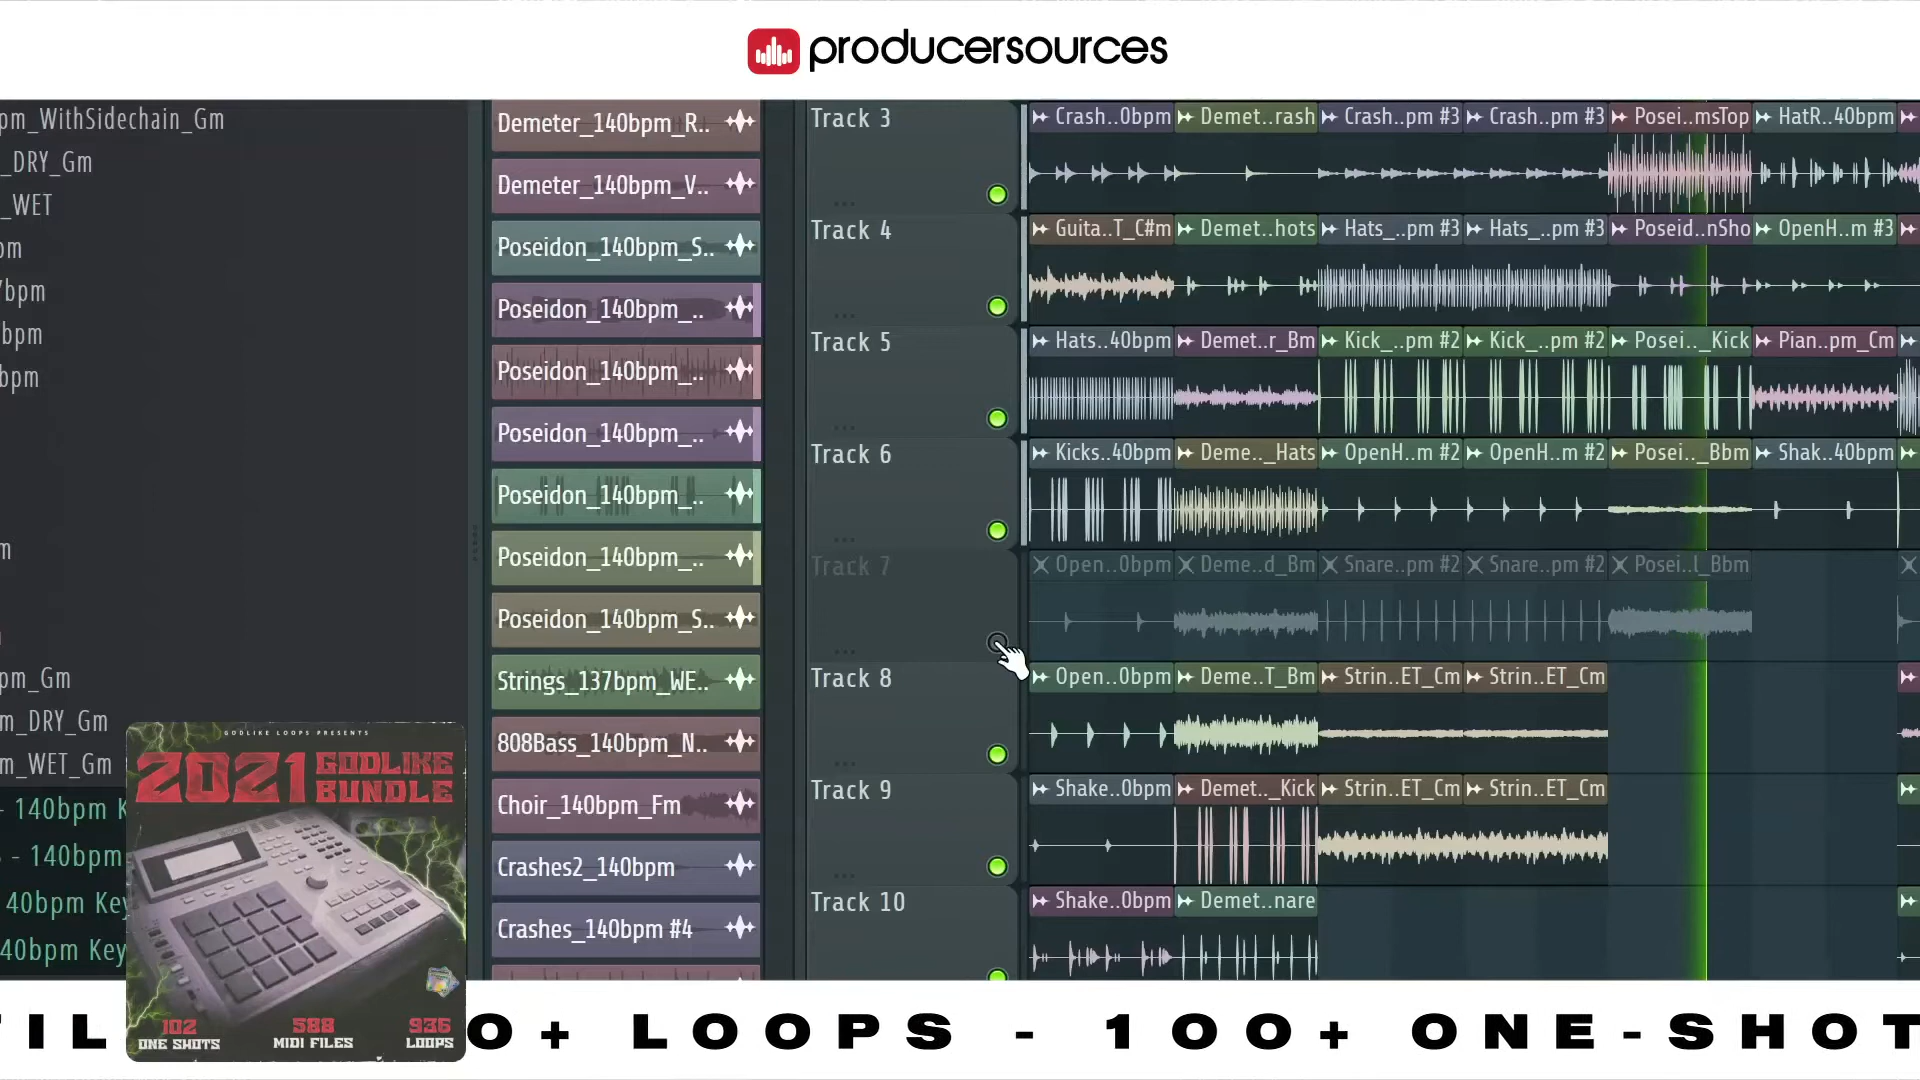 producersources
pm_WithSidechain_Gm
_DRY_Gm
_WET
om
7bpm
bpm
bpm
m
pm_Gm
m_DRY_Gm
m_WET_Gm
- 140bpm K
- 140bpm
40bpm Key
40bpm Key
Demeter_140bpm_R..
Demeter_140bpm_V..
Poseidon_140bpm_S..
Poseidon_140bpm_..
Poseidon_140bpm_..
Poseidon_140bpm_..
Poseidon_140bpm_..
Poseidon_140bpm_..
Poseidon_140bpm_S..
Strings_137bpm_WE..
808Bass_140bpm_N..
Choir_140bpm_Fm
Crashes2_140bpm
Crashes_140bpm #4
Track 3
Crash..0bpm Demet..rash Crash..pm #3 Crash..pm #3 Posei..msTop HatR..40bpm
Track 4
Guita..T_C#m Demet..hots Hats_..pm #3 Hats_..pm #3 Poseid..nSho OpenH..m #3
Track 5
Hats..40bpm Demet..r_Bm Kick_..pm #2 Kick_..pm #2 Posei.._Kick Pian..pm_Cm
Track 6
Kicks..40bpm Deme.._Hats OpenH..m #2 OpenH..m #2 Posei.._Bbm Shak..40bpm
Track 7
Open..0bpm Deme..d_Bm Snare..pm #2 Snare..pm #2 Posei..l_Bbm
Track 8
Open..0bpm Deme..T_Bm Strin..ET_Cm Strin..ET_Cm
Track 9
Shake..0bpm Demet.._Kick Strin..ET_Cm Strin..ET_Cm
Track 10
Shake..0bpm Demet..nare
GODLIKE LOOPS PRESENTS
2021 GODLIKE
BUNDLE
102
ONE SHOTS
588
MIDI FILES
936
LOOPS
IL 0+ LOOPS - 100+ ONE-SHOT